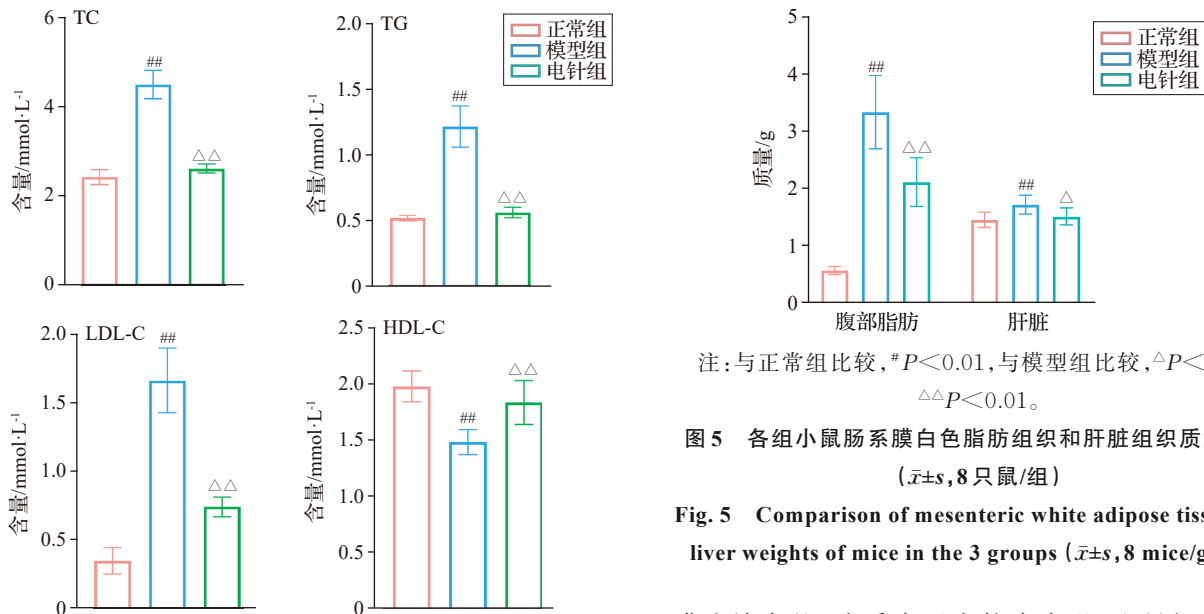 TC
6
4
2
0
含量/mmol·L⁻¹
##
△△
TG
2.0
1.5
1.0
0.5
0
含量/mmol·L⁻¹
##
△△
正常组
模型组
电针组
LDL-C
2.0
1.5
1.0
0.5
0
含量/mmol·L⁻¹
##
△△
HDL-C
2.5
2.0
1.5
1.0
0.5
0
含量/mmol·L⁻¹
##
△△
5
4
3
2
1
0
质量/g
##
△△
##
△
正常组
模型组
电针组
腹部脂肪
肝脏
注:与正常组比较,#P<0.01,与模型组比较,△P<
△△P<0.01。
图5 各组小鼠肠系膜白色脂肪组织和肝脏组织质
(x̄±s,8只鼠/组)
Fig. 5 Comparison of mesenteric white adipose tiss
liver weights of mice in the 3 groups (x̄±s,8 mice/g